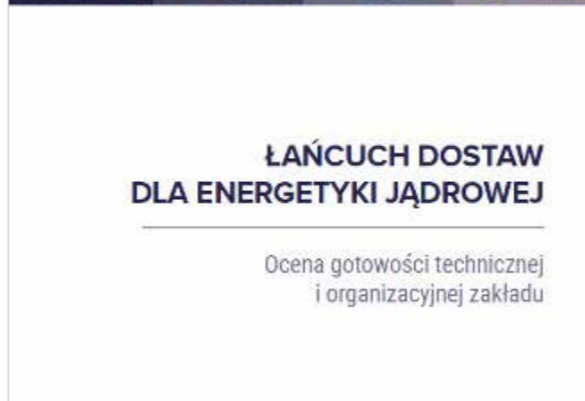 ŁAŃCUCH DOSTAW
DLA ENERGETYKI JĄDROWEJ
Ocena gotowości technicznej
i organizacyjnej zakładu